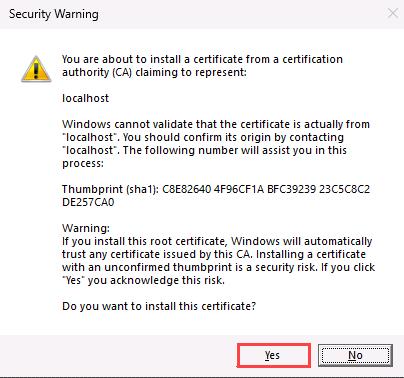 Security Warning
You are about to install a certificate from a certification
authority (CA) claiming to represent:
localhost
Windows cannot validate that the certificate is actually from
"localhost". You should confirm its origin by contacting
"localhost". The following number will assist you in this
process:
Thumbprint (sha1): C8E82640 4F96CF1A BFC39239 23C5C8C2
DE257CA0
Warning:
If you install this root certificate, Windows will automatically
trust any certificate issued by this CA. Installing a certificate
with an unconfirmed thumbprint is a security risk. If you click
"Yes" you acknowledge this risk.
Do you want to install this certificate?
Yes
No